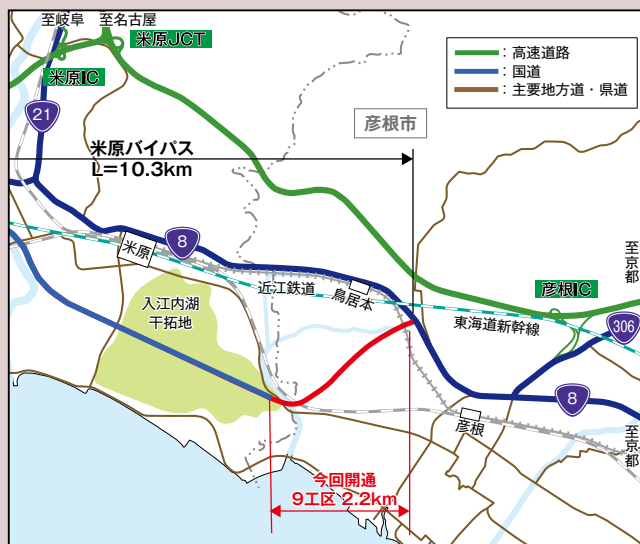 至岐阜
至名古屋
米原JCT
米原IC
21
：高速道路
：国道
：主要地方道・県道
彦根市
米原バイパス
L=10.3km
8
米原
近江鉄道
鳥居本
入江内湖
干拓地
至京都
彦根IC
東海道新幹線
306
8
彦根
至京都
今回開通
9工区 2.2km